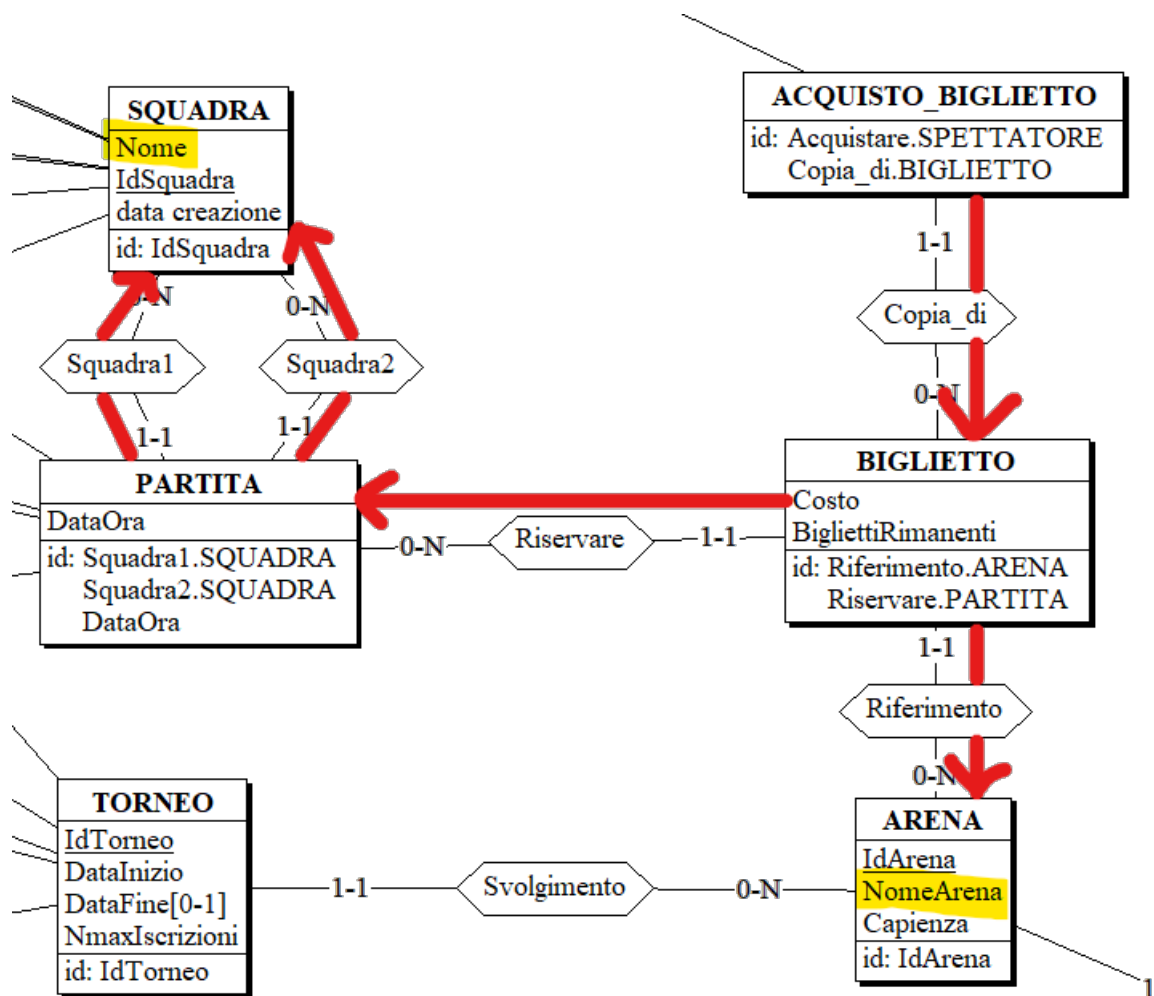 SQUADRA
Nome
IdSquadra
data creazione
id: IdSquadra
ACQUISTO_BIGLIETTO
id: Acquistare.SPETTATORE
Copia_di.BIGLIETTO
0-N
0-N
Squadra1
Squadra2
1-1
1-1
1-1
Copia_di
0-N
PARTITA
DataOra
id: Squadra1.SQUADRA
Squadra2.SQUADRA
DataOra
0-N
Riservare
1-1
BIGLIETTO
Costo
BigliettiRimanenti
id: Riferimento.ARENA
Riservare.PARTITA
1-1
Riferimento
0-N
TORNEO
IdTorneo
DataInizio
DataFine[0-1]
NmaxIscrizioni
id: IdTorneo
1-1
Svolgimento
0-N
ARENA
IdArena
NomeArena
Capienza
id: IdArena
1